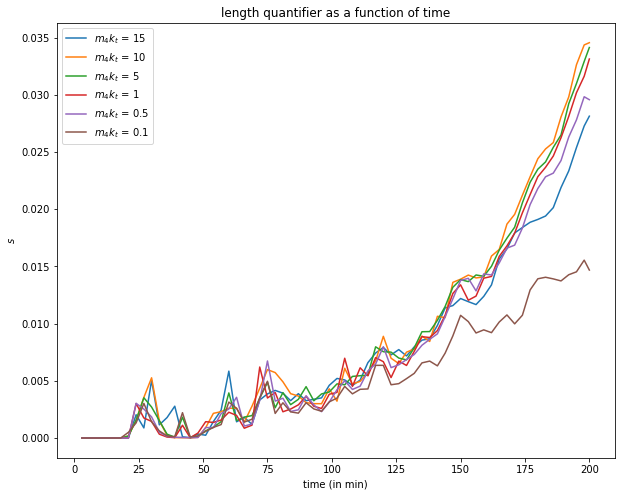 length quantifier as a function of time
m₄kₜ = 15
m₄kₜ = 10
m₄kₜ = 5
m₄kₜ = 1
m₄kₜ = 0.5
m₄kₜ = 0.1
0.035
0.030
0.025
0.020
0.015
0.010
0.005
0.000
s
0 25 50 75 100 125 150 175 200
time (in min)